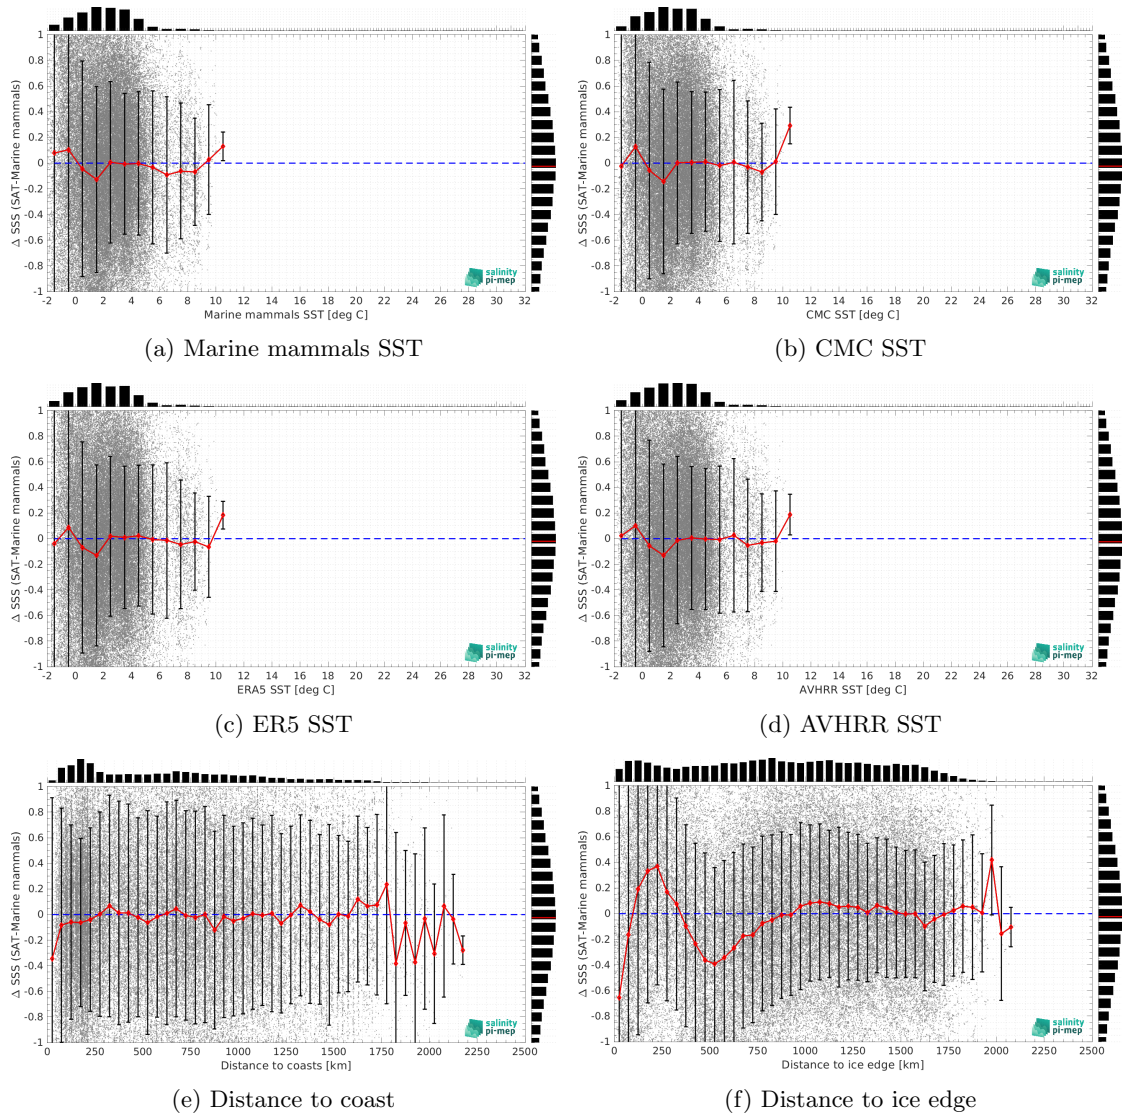 1
0.8
0.6
0.4
0.2
0
-0.2
-0.4
-0.6
-0.8
-1
Δ SSS (SAT-Marine mammals)
-2 0 2 4 6 8 10 12 14 16 18 20 22 24 26 28 30 32
Marine mammals SST [deg C]
salinity
pi-mep
(a) Marine mammals SST
1
0.8
0.6
0.4
0.2
0
-0.2
-0.4
-0.6
-0.8
-1
Δ SSS (SAT-Marine mammals)
-2 0 2 4 6 8 10 12 14 16 18 20 22 24 26 28 30 32
CMC SST [deg C]
salinity
pi-mep
(b) CMC SST
1
0.8
0.6
0.4
0.2
0
-0.2
-0.4
-0.6
-0.8
-1
Δ SSS (SAT-Marine mammals)
-2 0 2 4 6 8 10 12 14 16 18 20 22 24 26 28 30 32
ERA5 SST [deg C]
salinity
pi-mep
(c) ER5 SST
1
0.8
0.6
0.4
0.2
0
-0.2
-0.4
-0.6
-0.8
-1
Δ SSS (SAT-Marine mammals)
-2 0 2 4 6 8 10 12 14 16 18 20 22 24 26 28 30 32
AVHRR SST [deg C]
salinity
pi-mep
(d) AVHRR SST
1
0.8
0.6
0.4
0.2
0
-0.2
-0.4
-0.6
-0.8
-1
Δ SSS (SAT-Marine mammals)
0 250 500 750 1000 1250 1500 1750 2000 2250 2500
Distance to coasts [km]
salinity
pi-mep
(e) Distance to coast
1
0.8
0.6
0.4
0.2
0
-0.2
-0.4
-0.6
-0.8
-1
Δ SSS (SAT-Marine mammals)
0 250 500 750 1000 1250 1500 1750 2000 2250 2500
Distance to ice edge [km]
salinity
pi-mep
(f) Distance to ice edge